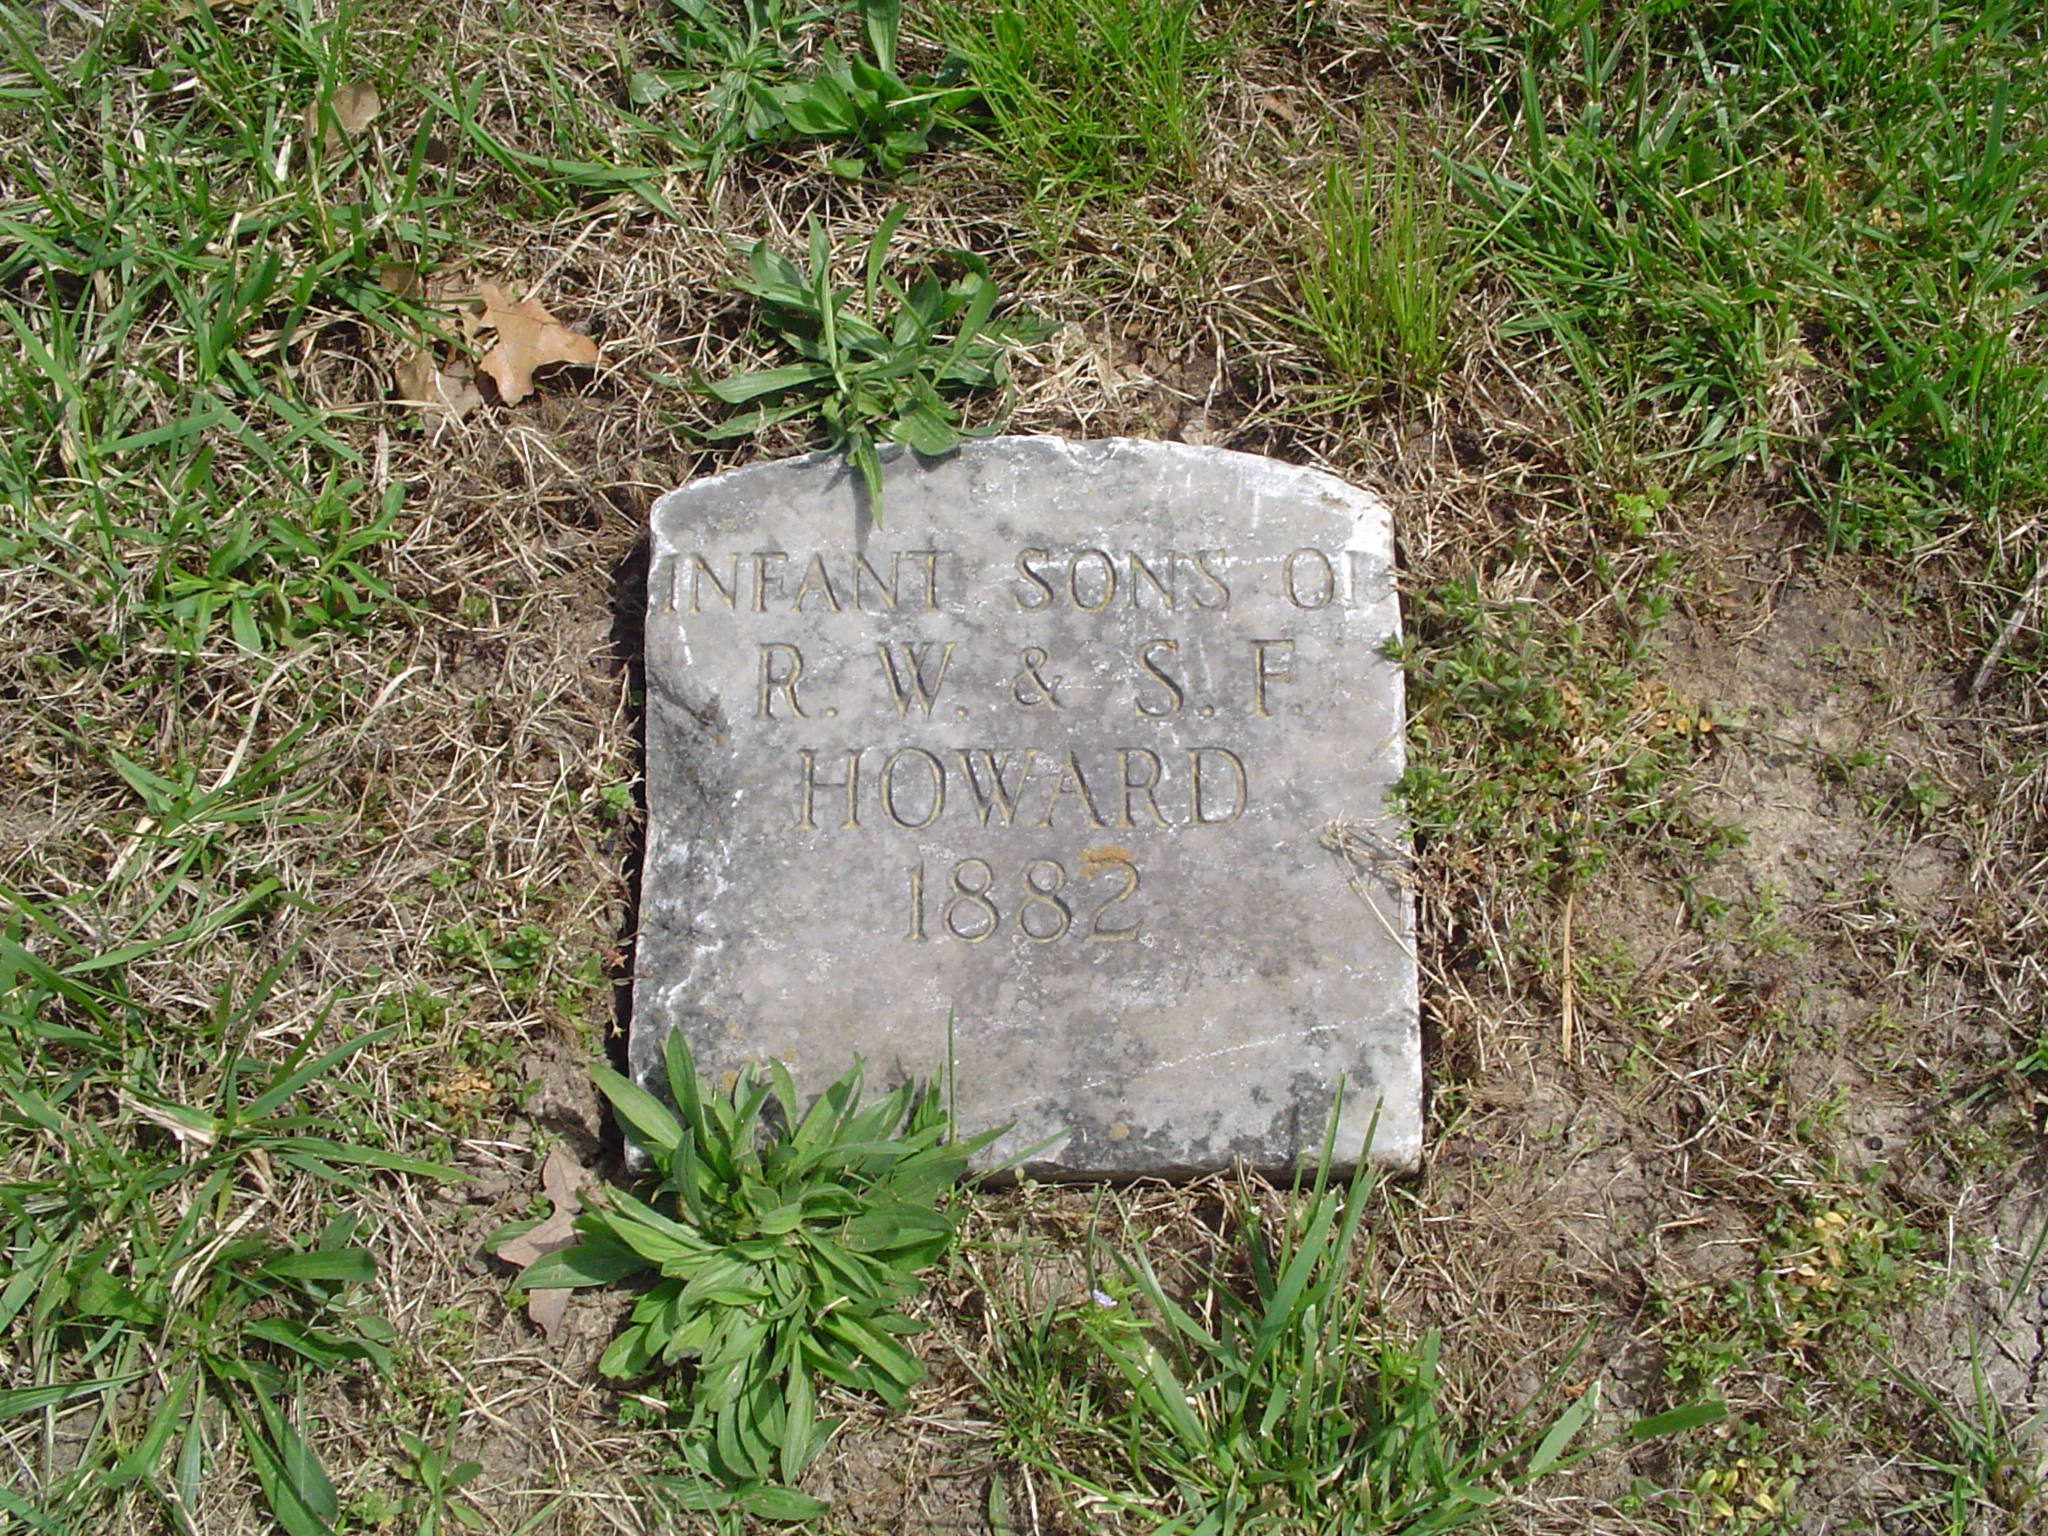 INFANT SONS OF
R. W. & S. F.
HOWARD
1882